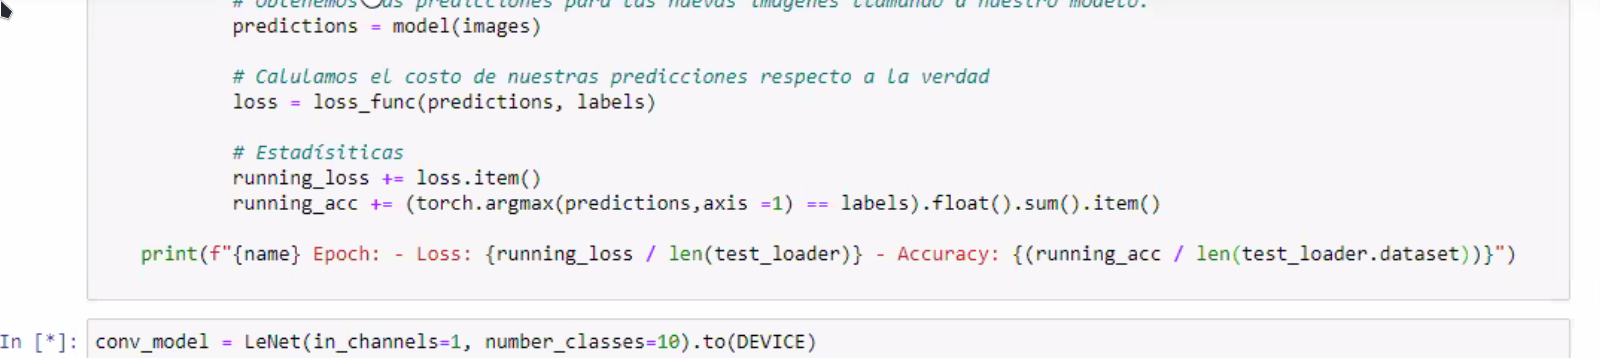 # Obtenemos las predicciones para las nuevas imágenes llamando a nuestro modelo.
predictions = model(images)
# Calulamos el costo de nuestras predicciones respecto a la verdad
loss = loss_func(predictions, labels)
# Estadísiticas
running_loss += loss.item()
running_acc += (torch.argmax(predictions,axis =1) == labels).float().sum().item()
print(f"{name} Epoch: - Loss: {running_loss / len(test_loader)} - Accuracy: {(running_acc / len(test_loader.dataset))}")
In [*]: conv_model = LeNet(in_channels=1, number_classes=10).to(DEVICE)